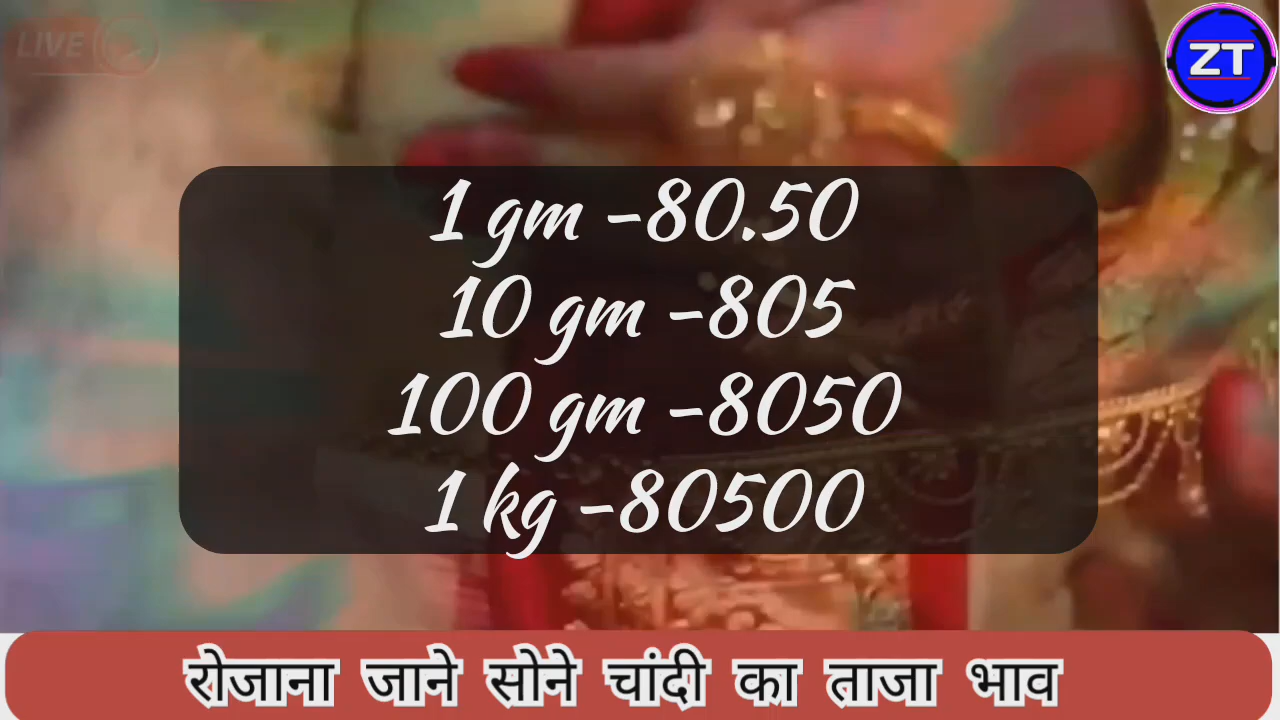 LIVE
ZT
1 gm -80.50
10 gm -805
100 gm -8050
1 kg -80500
रोजाना जाने सोने चांदी का ताजा भाव